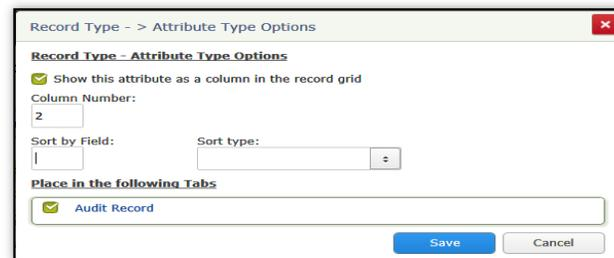 Record Type - > Attribute Type Options
Record Type - Attribute Type Options
Show this attribute as a column in the record grid
Column Number:
2
Sort by Field: Sort type:
Place in the following Tabs
Audit Record
Save Cancel